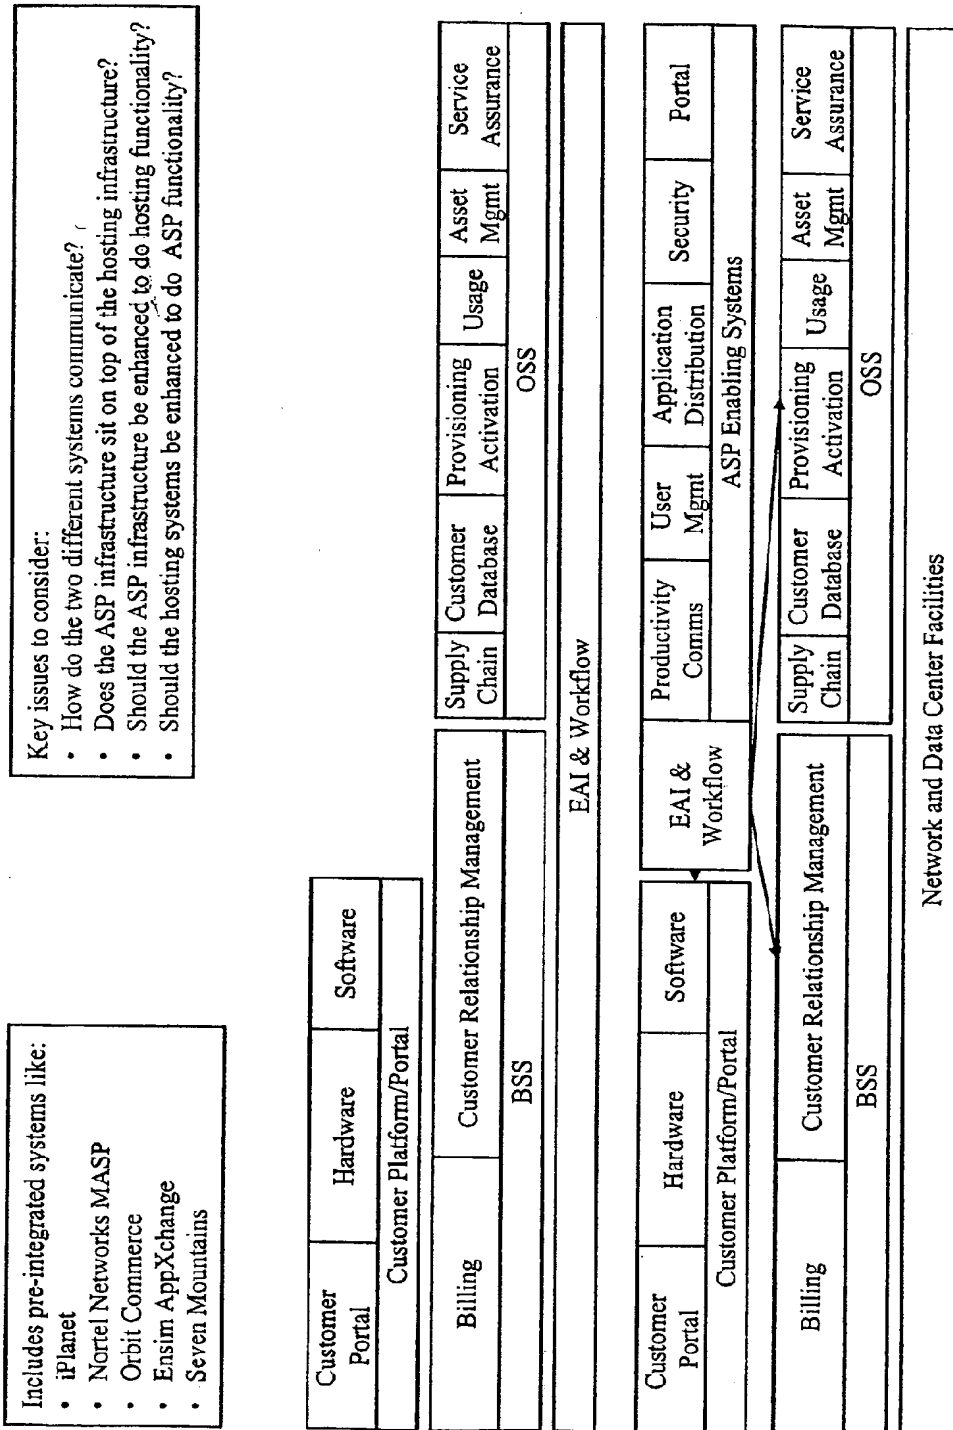 Includes pre-integrated systems like:
• iPlanet
• Nortel Networks MASP
• Orbit Commerce
• Ensim AppXchange
• Seven Mountains
Key issues to consider:
• How do the two different systems communicate?
• Does the ASP infrastructure sit on top of the hosting infrastructure?
• Should the ASP infrastructure be enhanced to do hosting functionality?
• Should the hosting systems be enhanced to do ASP functionality?
Customer
Portal
Hardware
Software
Customer Platform/Portal
Billing
Customer Relationship Management
BSS
Supply
Chain
Customer
Database
Provisioning
Activation
Usage
Asset
Mgmt
Service
Assurance
OSS
EAI & Workflow
Customer
Portal
Hardware
Software
Customer Platform/Portal
EAI &
Workflow
Productivity
Comms
User
Mgmt
Application
Distribution
Security
Portal
ASP Enabling Systems
Billing
Customer Relationship Management
BSS
Supply
Chain
Customer
Database
Provisioning
Activation
Usage
Asset
Mgmt
Service
Assurance
OSS
Network and Data Center Facilities